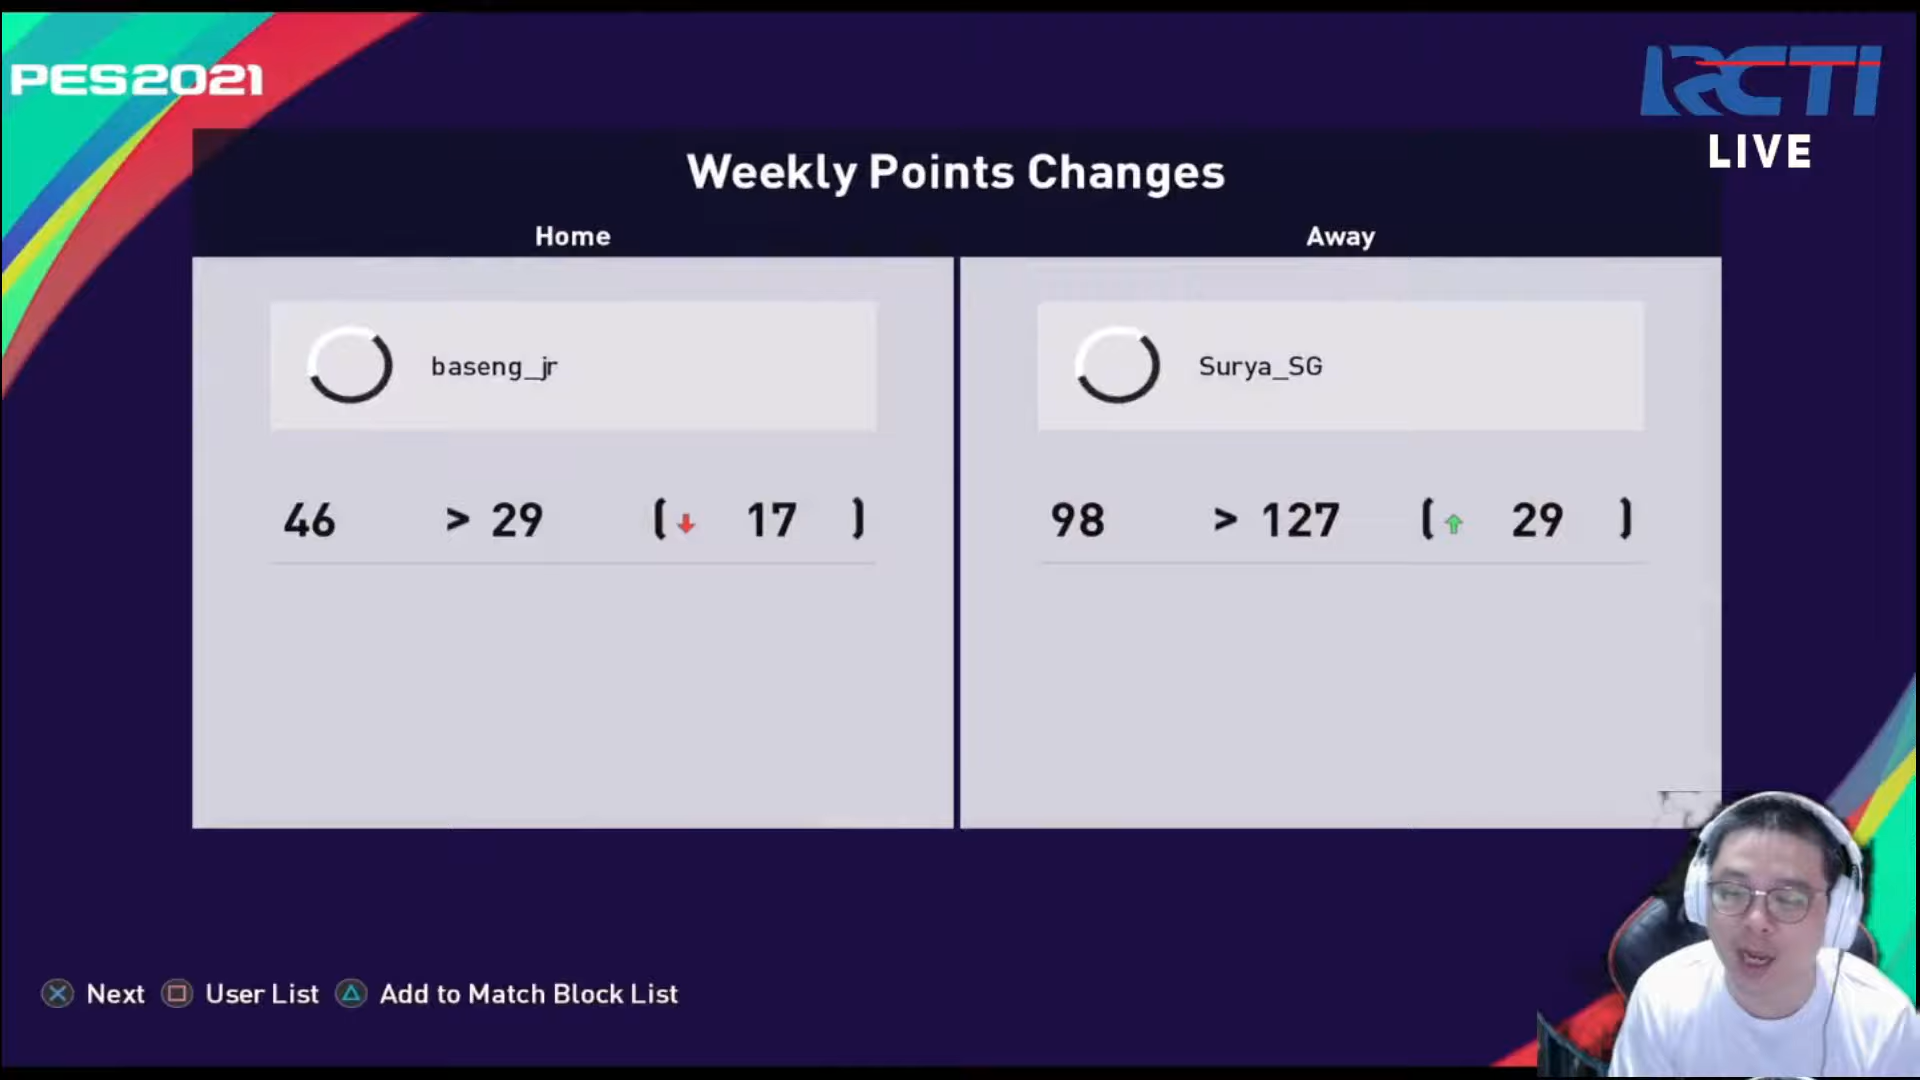 PES2021
RCTI
LIVE
Weekly Points Changes
Home
Away
baseng_jr
Surya_SG
46 > 29 ( 17 )
98 > 127 ( 29 )
Next User List Add to Match Block List